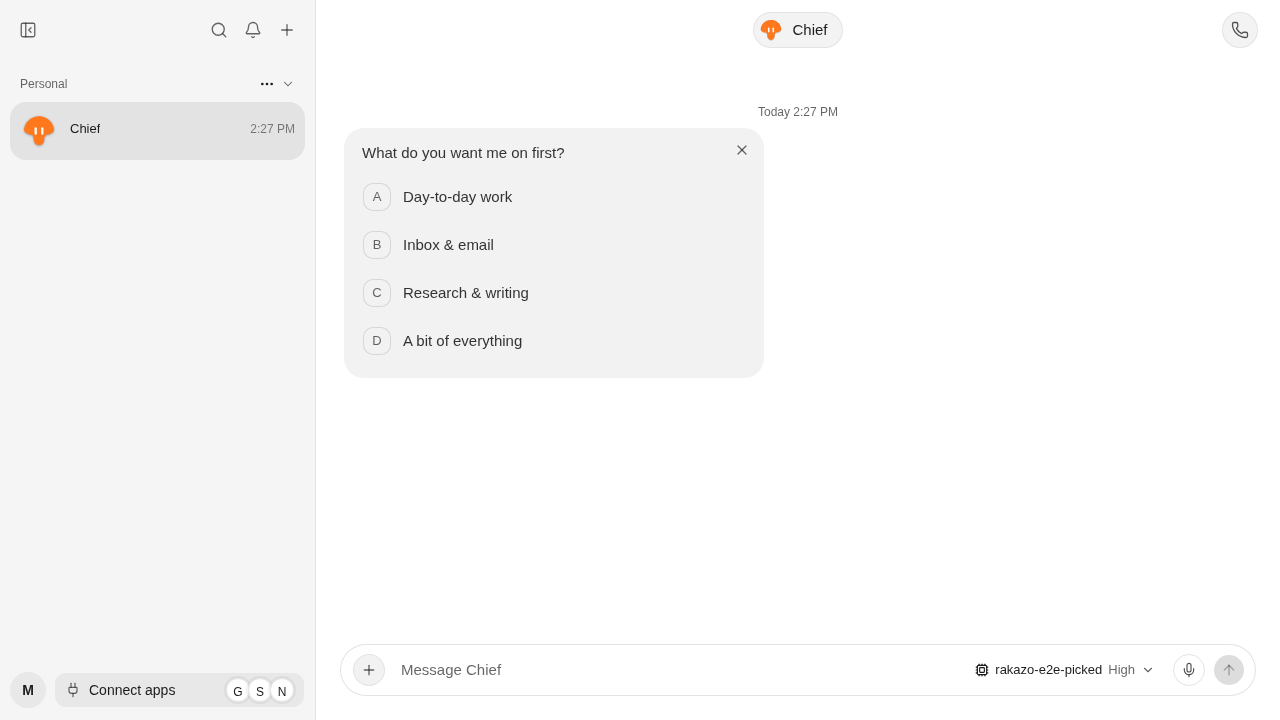 Chief
Personal
Chief
2:27 PM
Today 2:27 PM
What do you want me on first?
A Day-to-day work
B Inbox & email
C Research & writing
D A bit of everything
Message Chief
rakazo-e2e-picked High
M
Connect apps
G S N